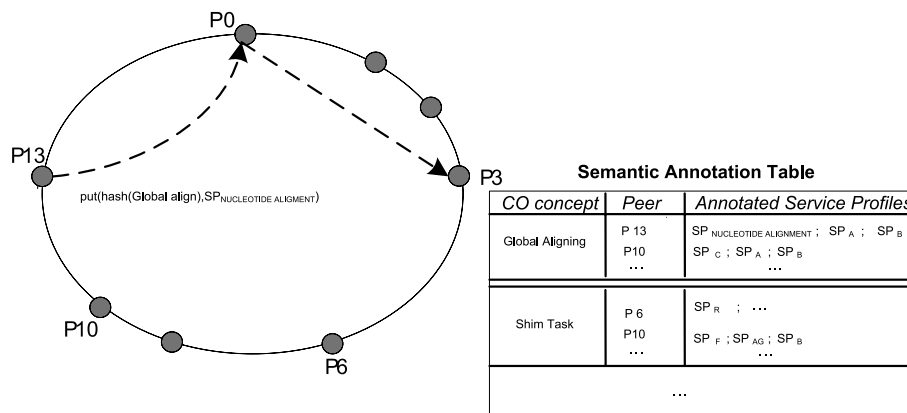 P0
P13
P3
put(hash(Global align),SP NUCLEOTIDE ALIGMENT)
P10
P6
Semantic Annotation Table
CO concept Peer Annotated Service Profiles
Global Aligning P 13 SP NUCLEOTIDE ALIGNMENT ; SP A ; SP B
P10 SP C ; SP A ; SP B
... ...
Shim Task P 6 SP R ; ...
P10 SP F ; SP AG ; SP B
... ...
...